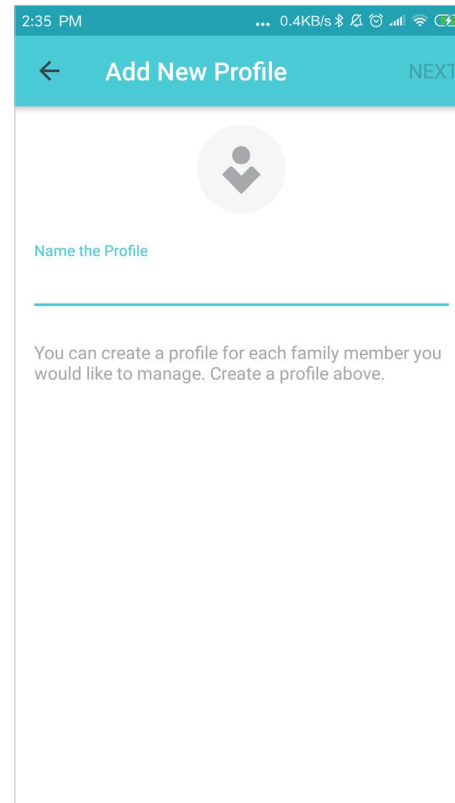 2:35 PM ... 0.4KB/s
Add New Profile NEXT
Name the Profile
You can create a profile for each family member you
would like to manage. Create a profile above.